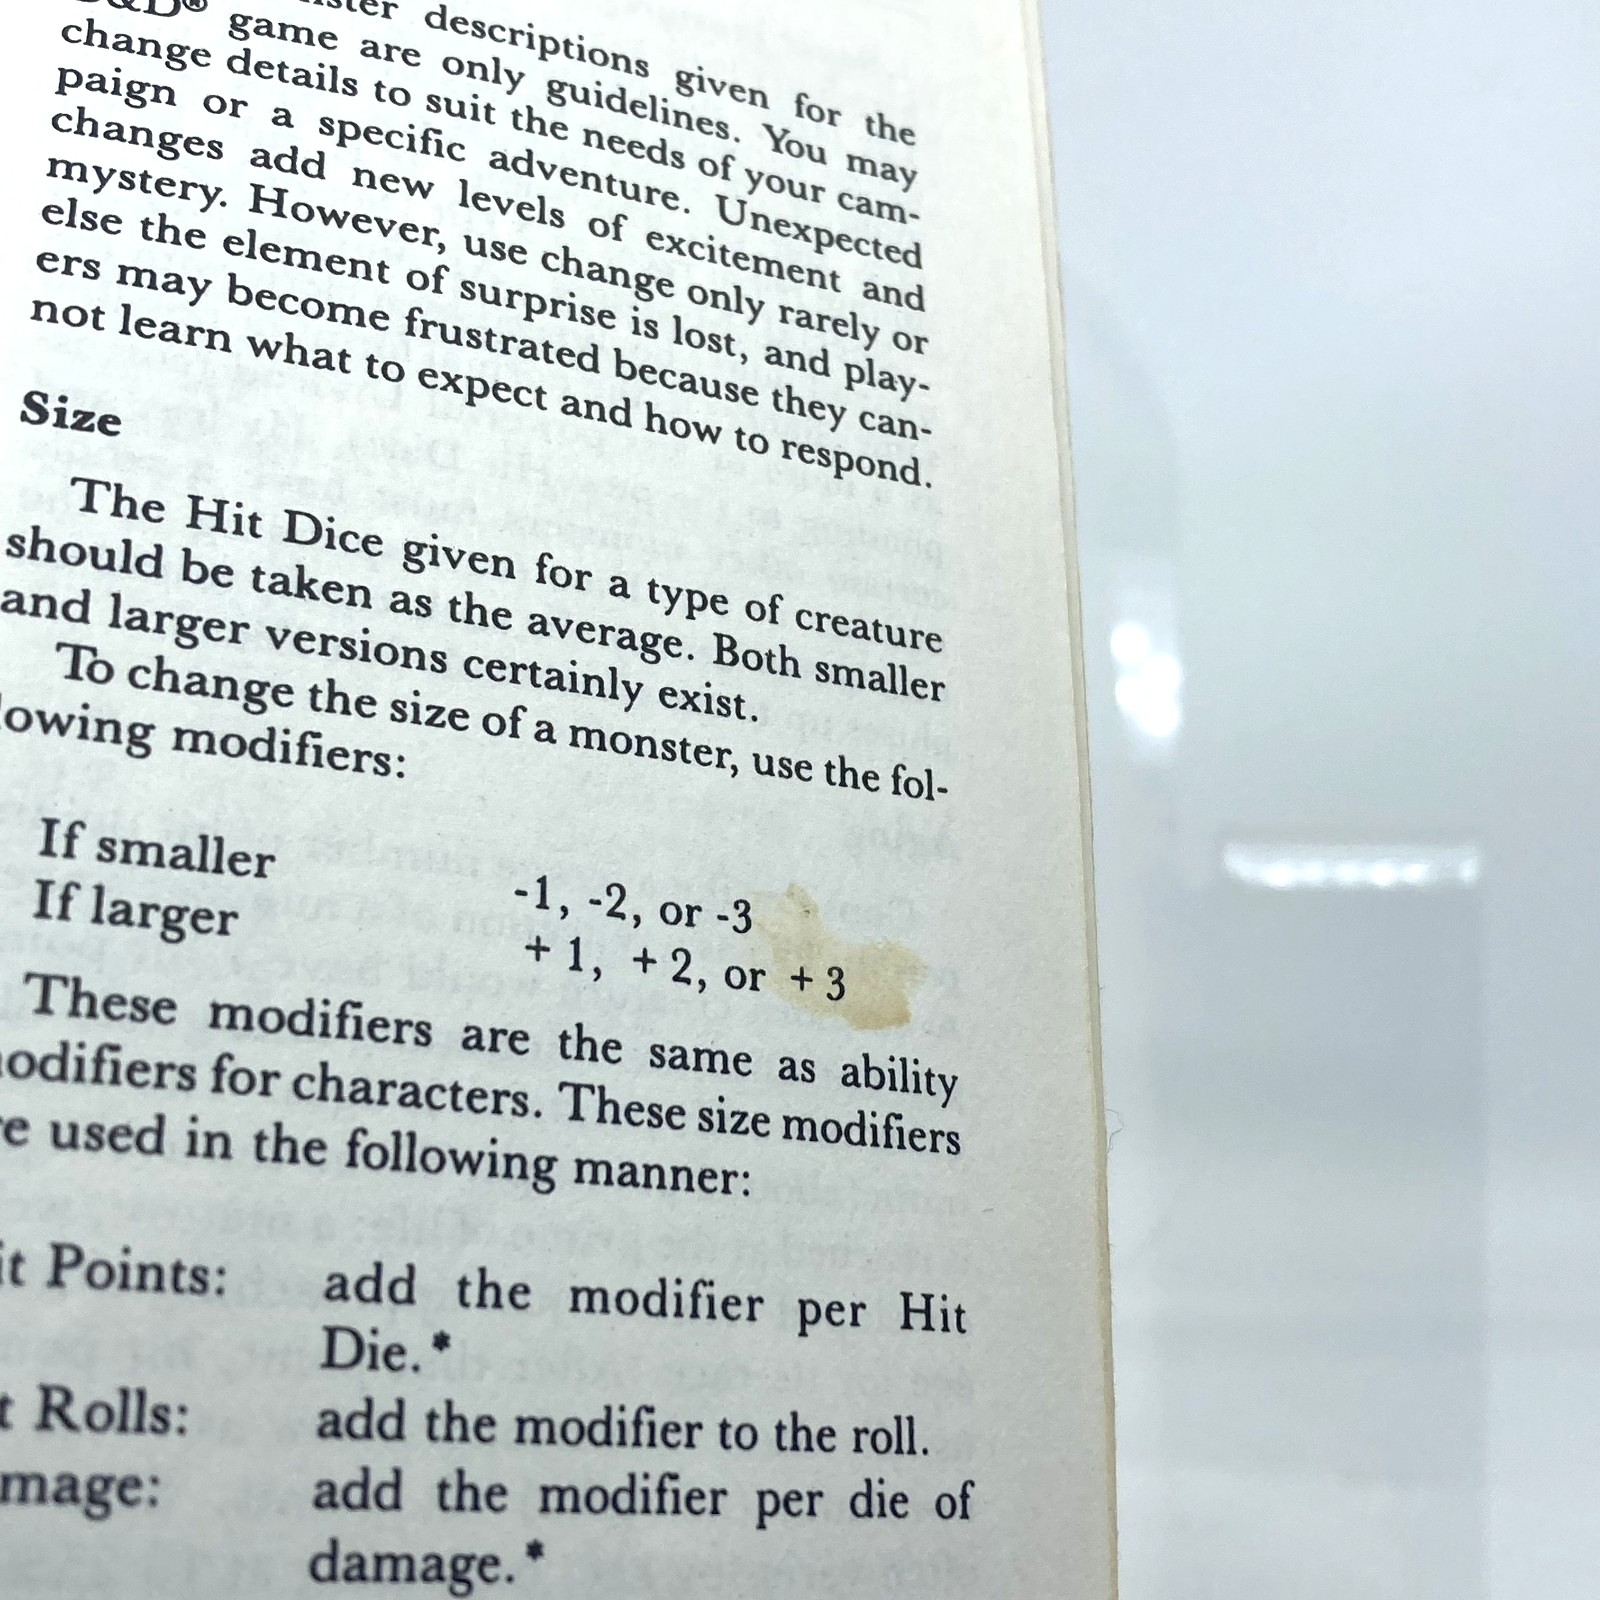 descriptions given for the
D&D® game are only guidelines. You may
change details to suit the needs of your cam-
paign or a specific adventure. Unexpected
changes add new levels of excitement and
mystery. However, use change only rarely or
else the element of surprise is lost, and play-
ers may become frustrated because they can-
not learn what to expect and how to respond.
Size
The Hit Dice given for a type of creature
should be taken as the average. Both smaller
and larger versions certainly exist.
To change the size of a monster, use the fol-
lowing modifiers:
If smaller -1, -2, or -3
If larger +1, +2, or +3
These modifiers are the same as ability
odifiers for characters. These size modifiers
e used in the following manner:
it Points: add the modifier per Hit
Die.*
t Rolls: add the modifier to the roll.
mage: add the modifier per die of
damage.*